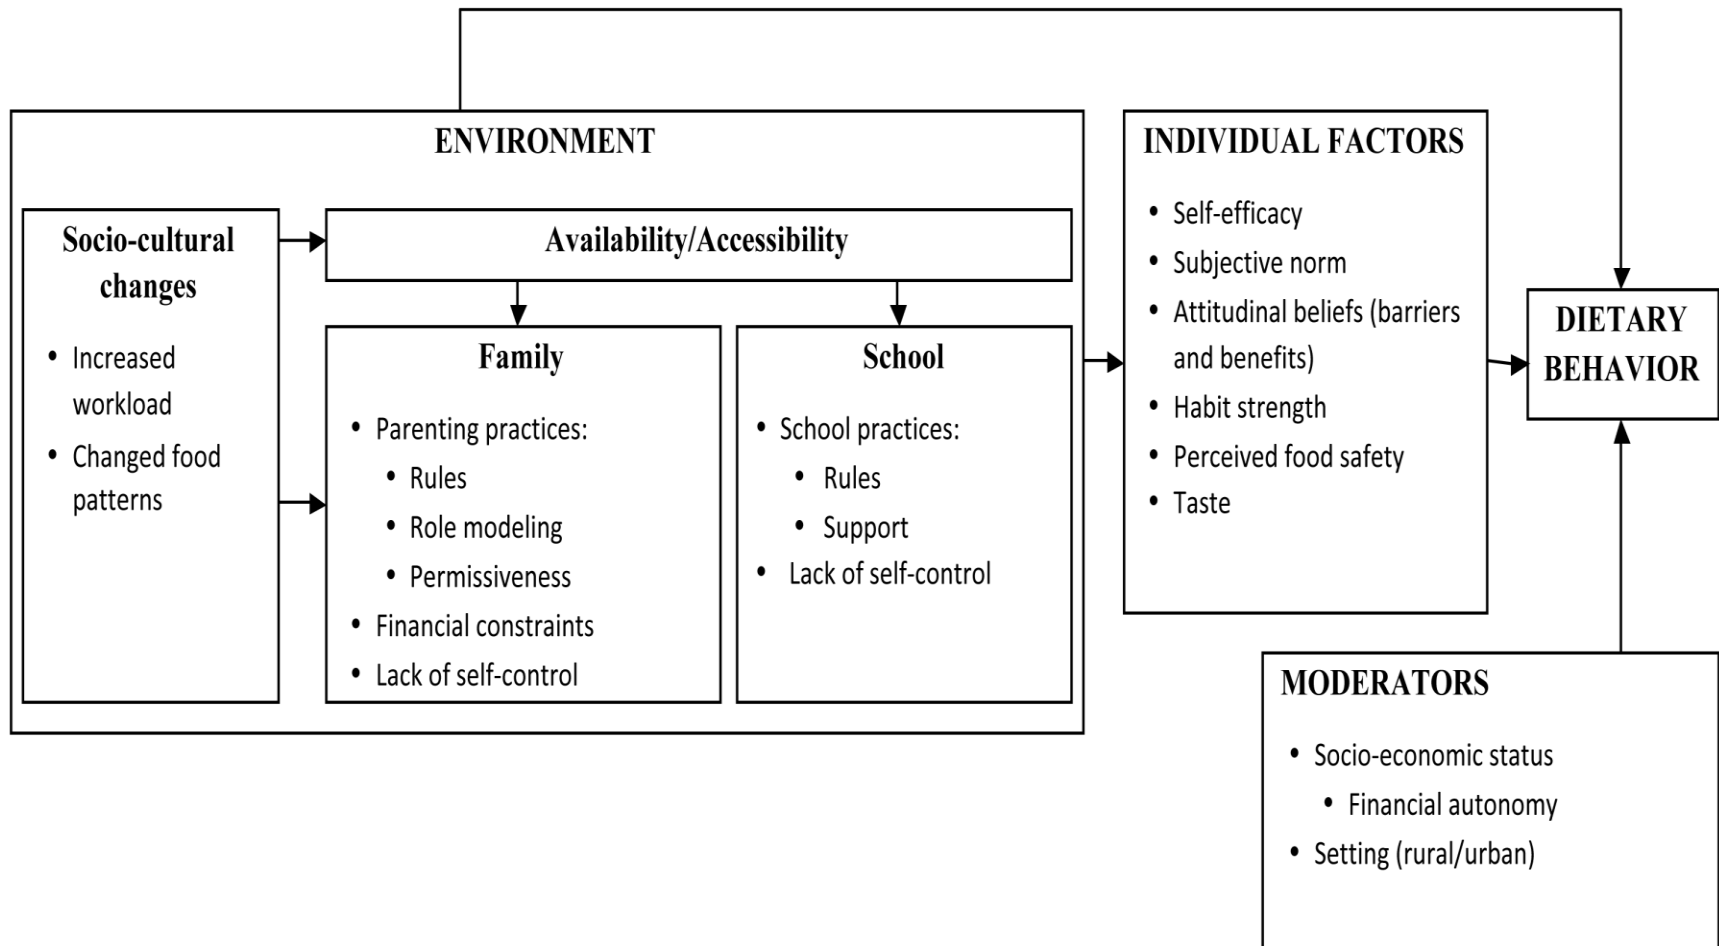 ENVIRONMENT
Socio-cultural
changes
• Increased
workload
• Changed food
patterns
Availability/Accessibility
Family
• Parenting practices:
• Rules
• Role modeling
• Permissiveness
• Financial constraints
• Lack of self-control
School
• School practices:
• Rules
• Support
• Lack of self-control
INDIVIDUAL FACTORS
• Self-efficacy
• Subjective norm
• Attitudinal beliefs (barriers
and benefits)
• Habit strength
• Perceived food safety
• Taste
DIETARY
BEHAVIOR
MODERATORS
• Socio-economic status
• Financial autonomy
• Setting (rural/urban)